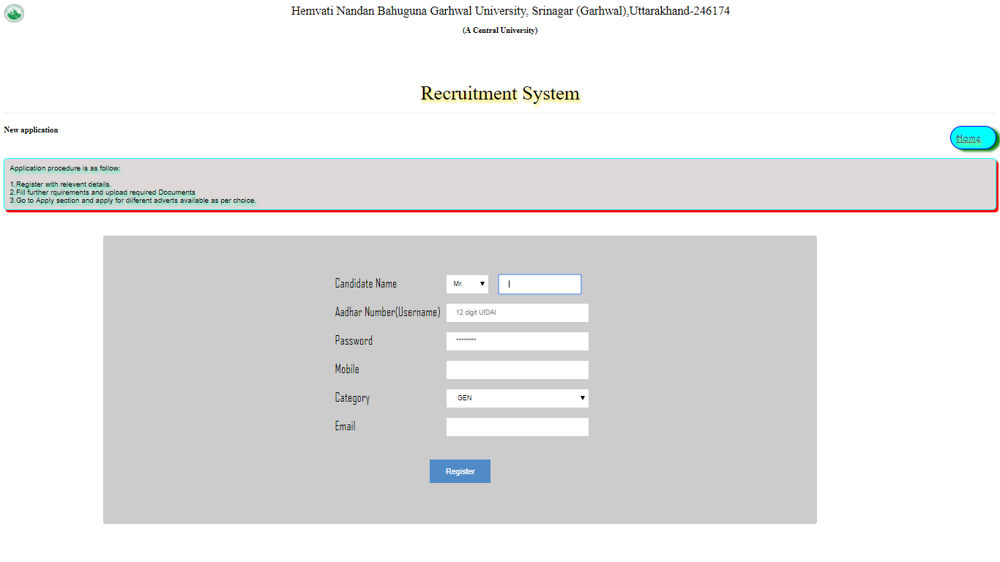 Hemvati Nandan Bahuguna Garhwal University, Srinagar (Garhwal),Uttarakhand-246174
(A Central University)
Recruitment System
New application
Home
Application procedure is as follow:
1.Register with relevent details.
2.Fill further rquirements and upload required Documents
3.Go to Apply section and apply for diiferent adverts available as per choice.
Candidate Name Mr.
Aadhar Number(Username) 12 digit UIDAI
Password ********
Mobile
Category GEN
Email
Register